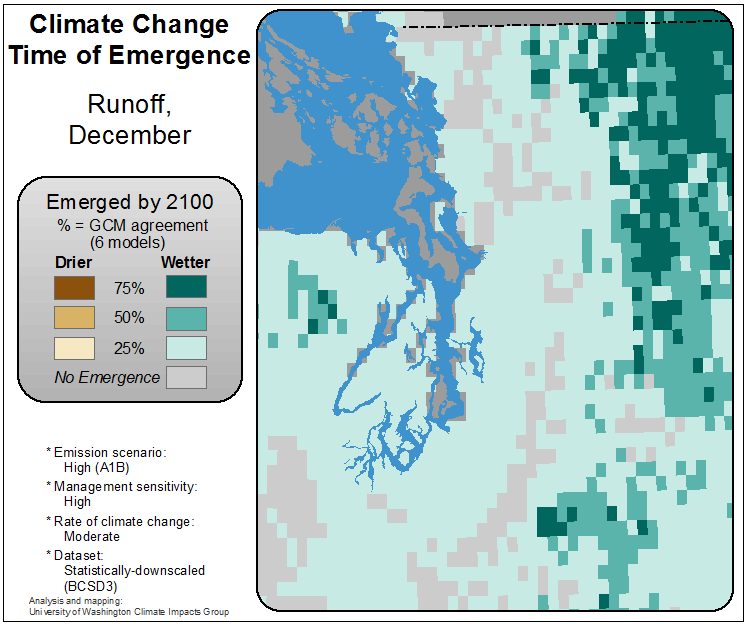 Climate Change
Time of Emergence
Runoff,
December
Emerged by 2100
% = GCM agreement
(6 models)
Drier Wetter
75%
50%
25%
No Emergence
* Emission scenario:
High (A1B)
* Management sensitivity:
High
* Rate of climate change:
Moderate
* Dataset:
Statistically-downscaled
(BCSD3)
Analysis and mapping:
University of Washington Climate Impacts Group